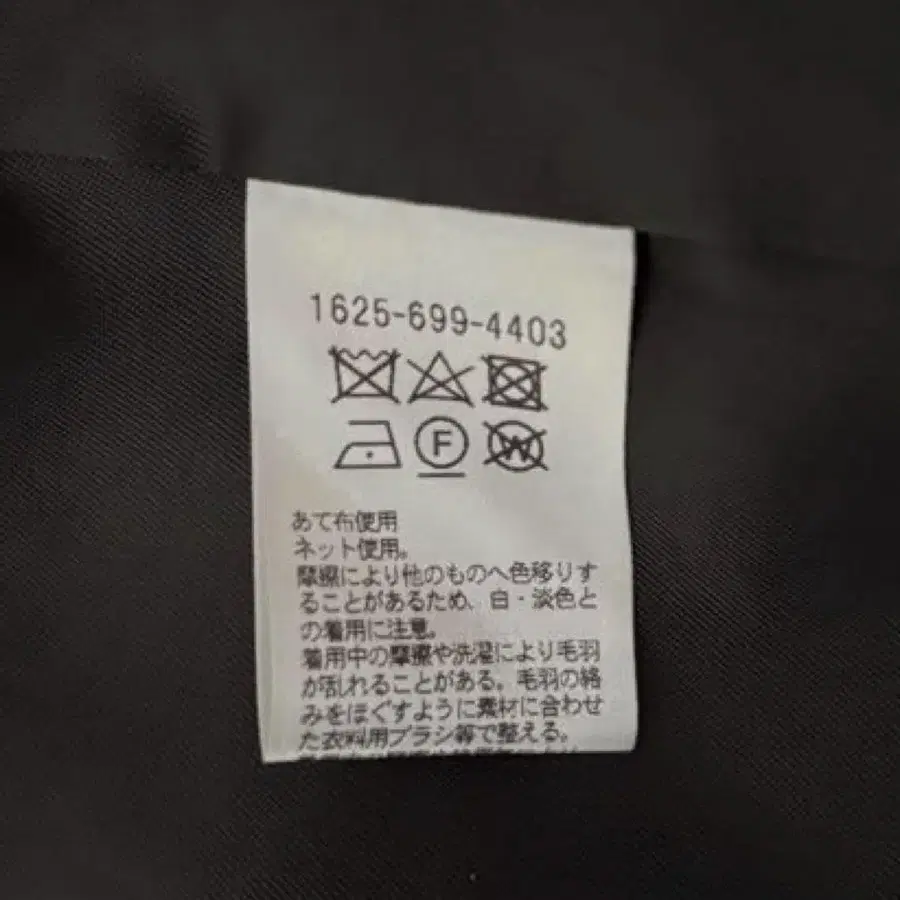 1625-699-4403
F
W
あて布使用
ネット使用。
摩擦により他のものへ色移りす
ることがあるため、白・淡色と
の着用に注意。
着用中の摩擦や洗濯により毛羽
が乱れることがある。毛羽の絡
みをほぐすように素材に合わせ
た衣料用ブラシ等で整える。